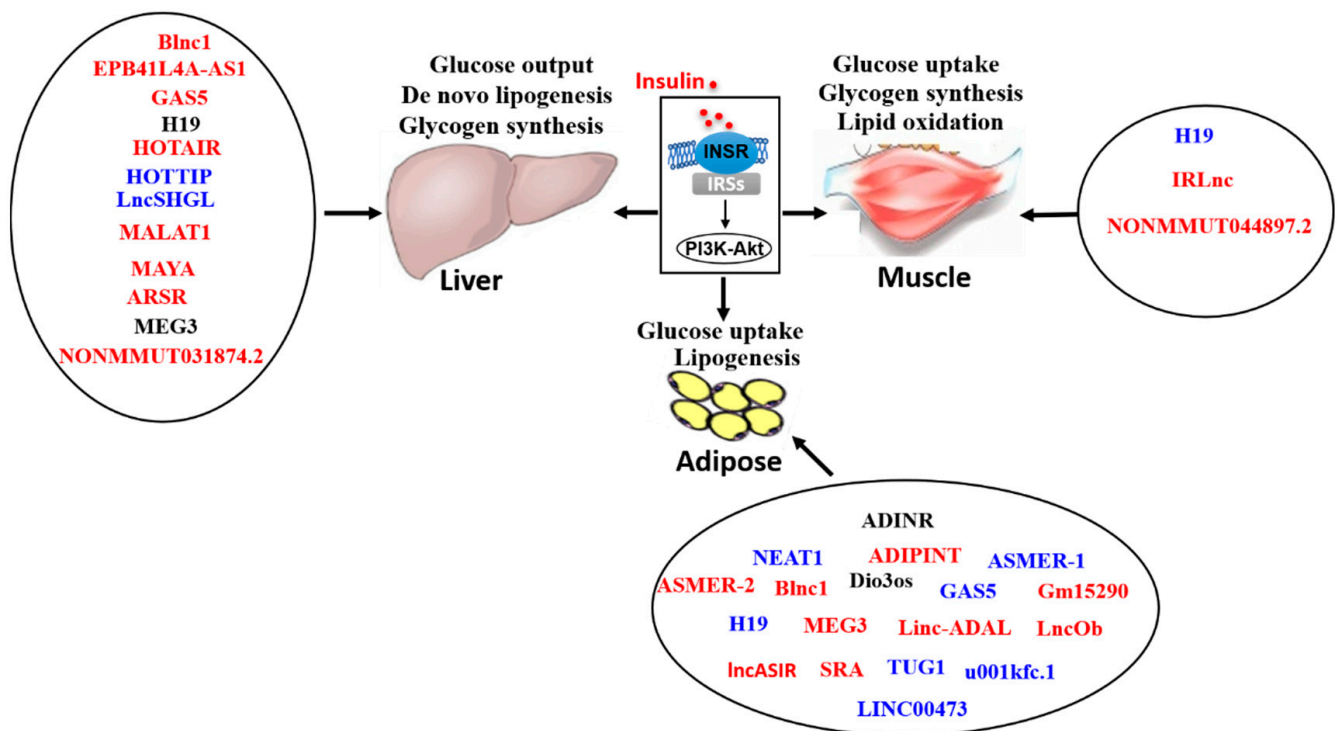 Blnc1
EPB41L4A-AS1
GAS5
H19
HOTAIR
HOTTIP
LncSHGL
MALAT1
MAYA
ARSR
MEG3
NONMMUT031874.2
Glucose output
De novo lipogenesis
Glycogen synthesis
Liver
Insulin
INSR
IRSs
PI3K-Akt
Glucose uptake
Glycogen synthesis
Lipid oxidation
Muscle
H19
IRLnc
NONMMUT044897.2
Glucose uptake
Lipogenesis
Adipose
ADINR
NEAT1 ADIPINT ASMER-1
ASMER-2 Blnc1 Dio3os GAS5 Gm15290
H19 MEG3 Linc-ADAL LncOb
lncASIR SRA TUG1 u001kfc.1
LINC00473